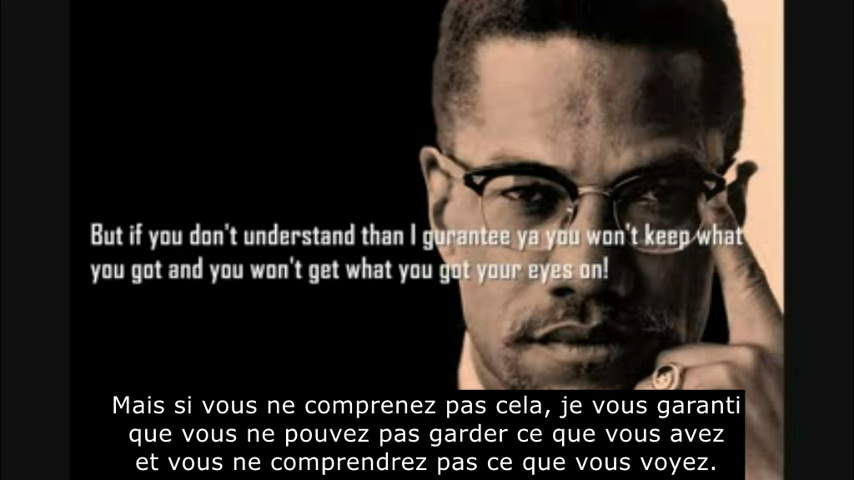 But if you don't understand than I gurantee ya you won't keep what
you got and you won't get what you got your eyes on!
Mais si vous ne comprenez pas cela, je vous garanti
que vous ne pouvez pas garder ce que vous avez
et vous ne comprendrez pas ce que vous voyez.